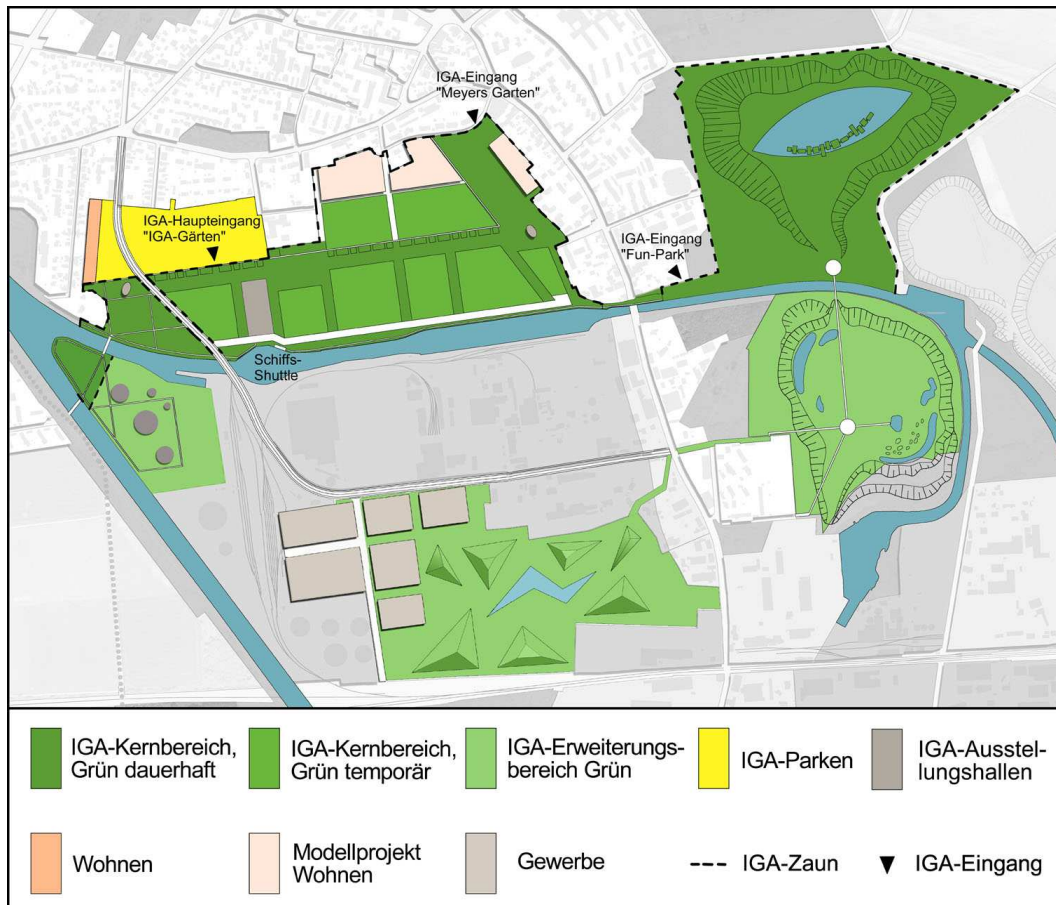 IGA-Eingang
"Meyers Garten"
IGA-Haupteingang
"IGA-Gärten"
IGA-Eingang
"Fun-Park"
Schiffs-
Shuttle
IGA-Kernbereich,
Grün dauerhaft
IGA-Kernbereich,
Grün temporär
IGA-Erweiterungs-
bereich Grün
IGA-Parken
IGA-Ausstel-
lungshallen
Wohnen
Modellprojekt
Wohnen
Gewerbe
IGA-Zaun
IGA-Eingang